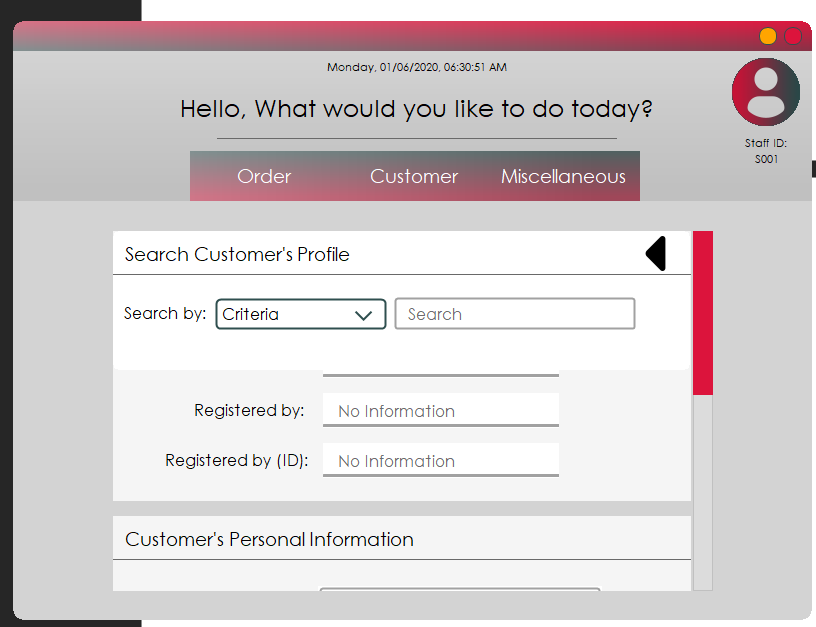 Monday, 01/06/2020, 06:30:51 AM
Hello, What would you like to do today?
Staff ID:
S001
Order Customer Miscellaneous
Search Customer's Profile
Search by: Criteria Search
Registered by: No Information
Registered by (ID): No Information
Customer's Personal Information